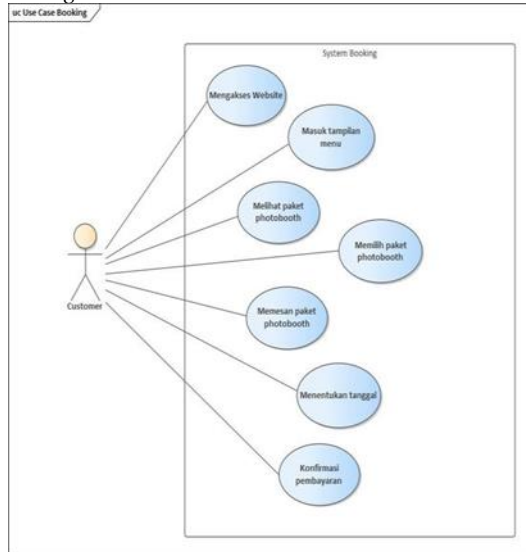 uc Use Case Booking
System Booking
Mengakses Website
Masuk tampilan
menu
Melihat paket
photobooth
Memilih paket
photobooth
Customer
Memesan paket
photobooth
Menentukan tanggal
Konfirmasi
pembayaran